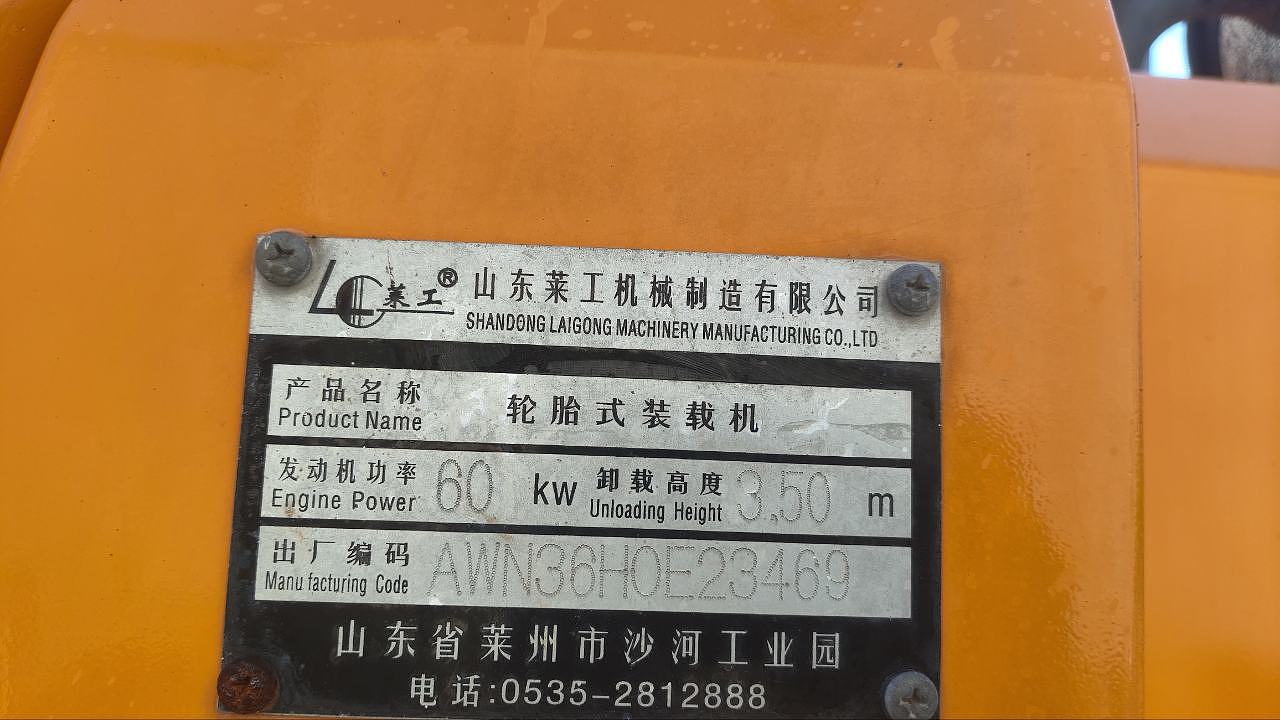 LC 莱工® 山东莱工机械制造有限公司
SHANDONG LAIGONG MACHINERY MANUFACTURING CO.,LTD
产品名称 轮胎式装载机
Product Name
发动机功率 60 kw 卸载高度 3.50 m
Engine Power Unloading Height
出厂编码 AWN36H0E23469
Manufacturing Code
山东省莱州市沙河工业园
电话:0535-2812888